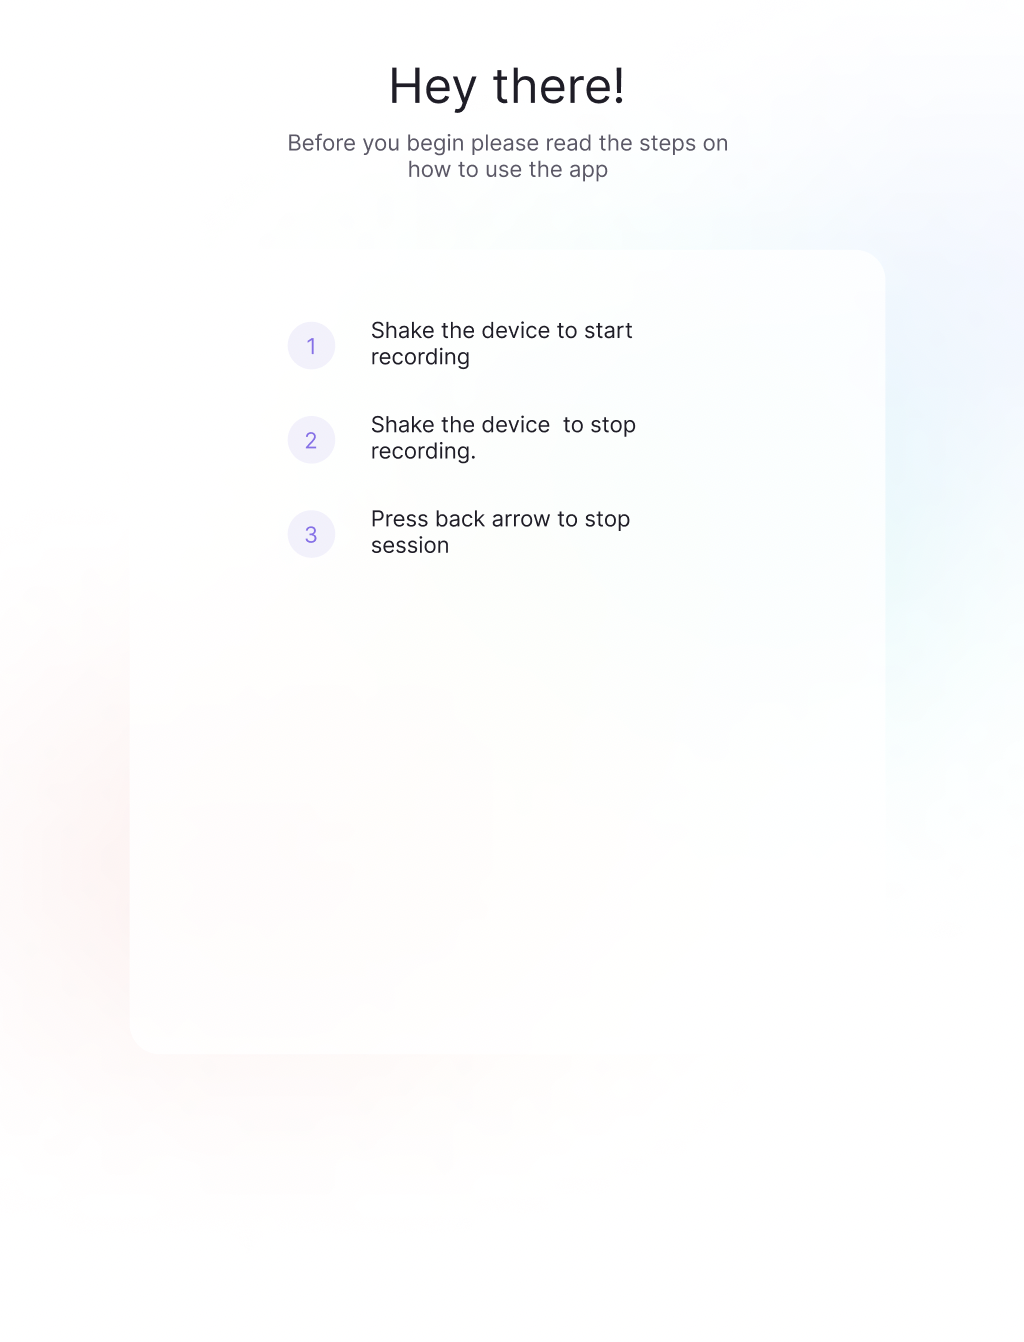 Hey there!
Before you begin please read the steps on
how to use the app
1
Shake the device to start
recording
2
Shake the device  to stop
recording.
3
Press back arrow to stop
session